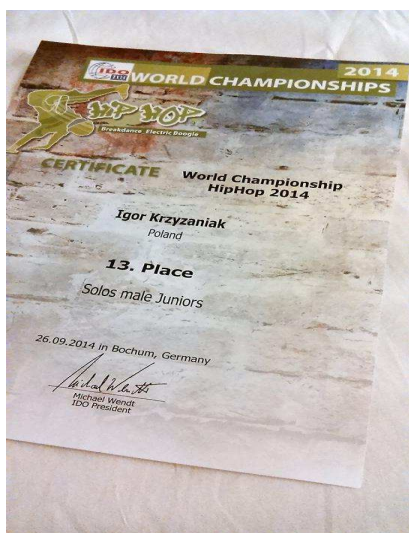 IDO
2014
WORLD CHAMPIONSHIPS
HIP HOP
Breakdance, Electric Boogie
CERTIFICATE
World Championship
HipHop 2014
Igor Krzyzaniak
Poland
13. Place
Solos male Juniors
26.09.2014 in Bochum, Germany
Michael Wendt
IDO President